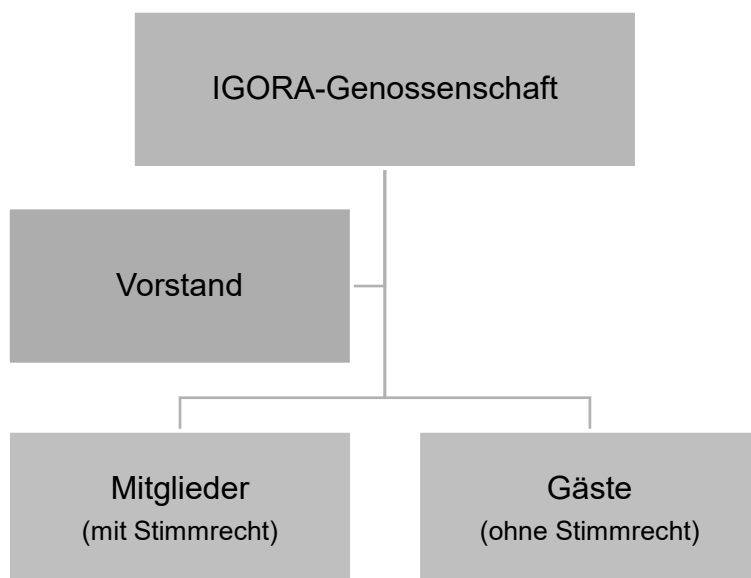 IGORA-Genossenschaft
Vorstand
Mitglieder
(mit Stimmrecht)
Gäste
(ohne Stimmrecht)